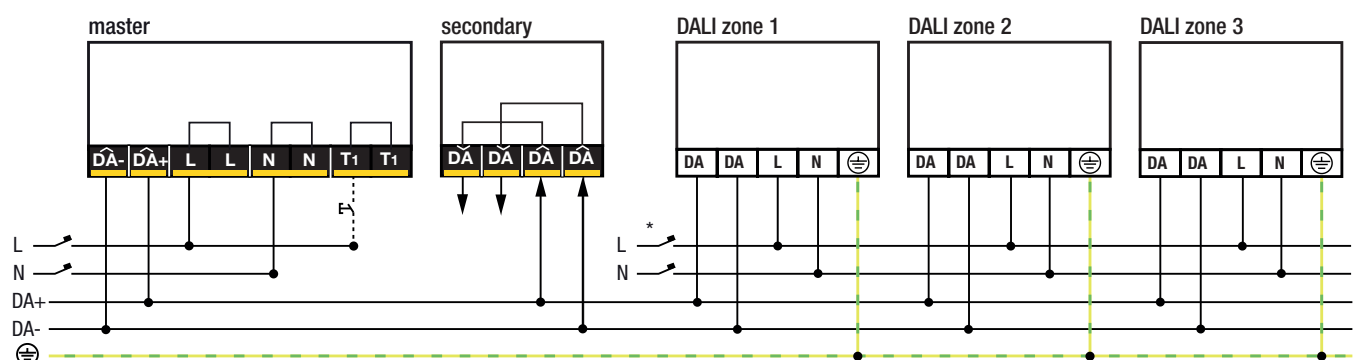 master secondary DALI zone 1 DALI zone 2 DALI zone 3
DA- DA+ L L N N T1 T1 DA DA DA DA DA DA L N DA DA L N DA DA L N
L * L
N N
DA+
DA-